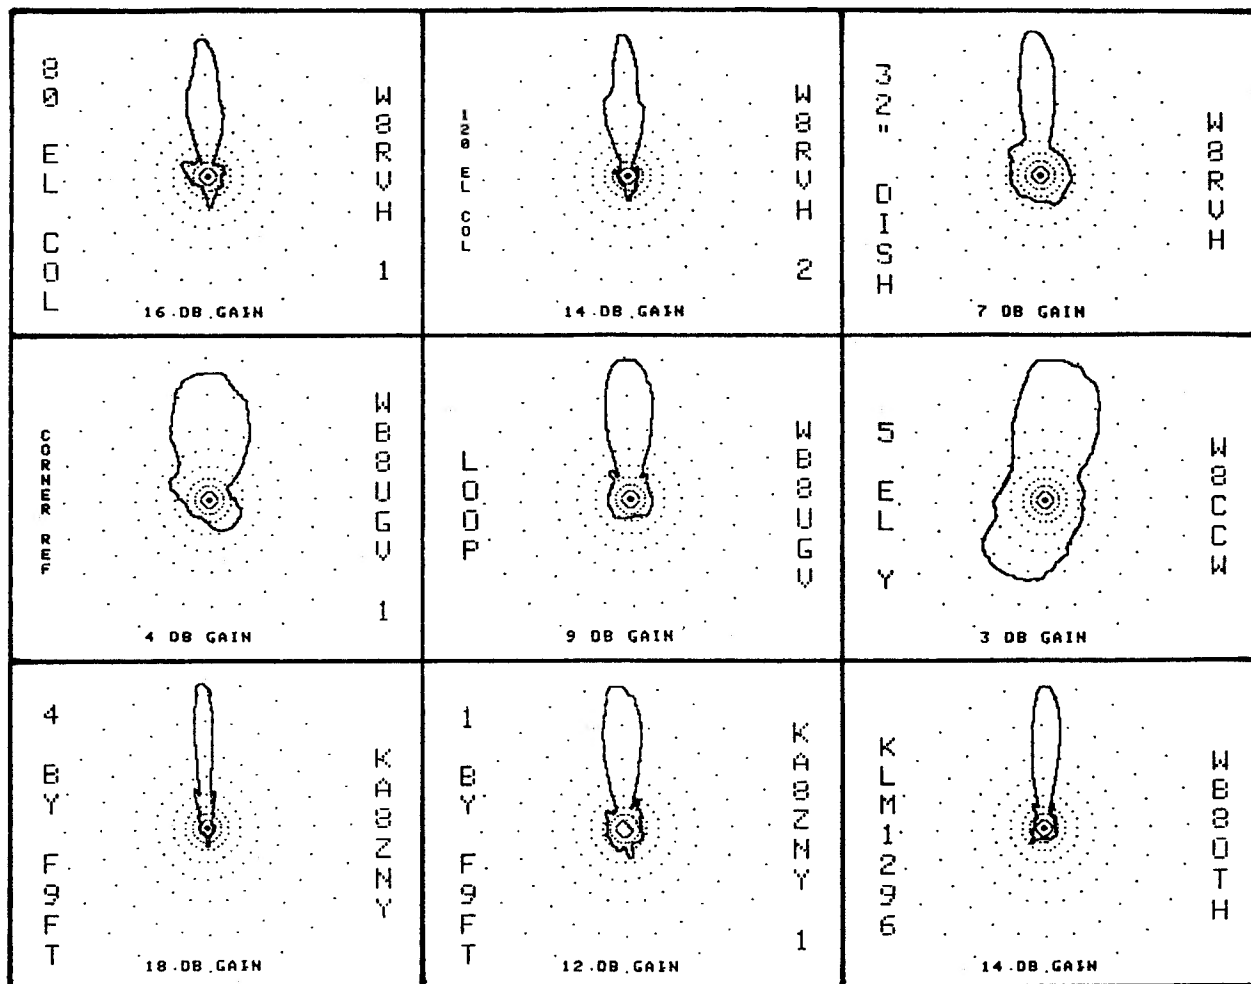 80 EL COL
W8RVH 1
16 DB GAIN
120 EL COL
W8RVH 2
14 DB GAIN
32" DISH
W8RVH
7 DB GAIN
CORNER REF
WB8UGV 1
4 DB GAIN
LOOP
WB8UGV
9 DB GAIN
5 EL Y
W8CCW
3 DB GAIN
4 BY F9FT
KA8ZNY
18 DB GAIN
1 BY F9FT
KA8ZNY 1
12 DB GAIN
KLM1296
WB8OTH
14 DB GAIN